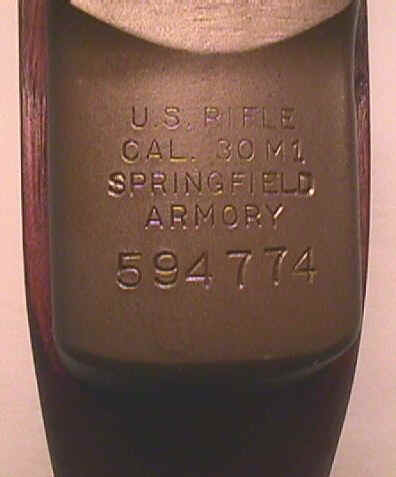 U.S. RIFLE
CAL. 30 M1
SPRINGFIELD
ARMORY
594774